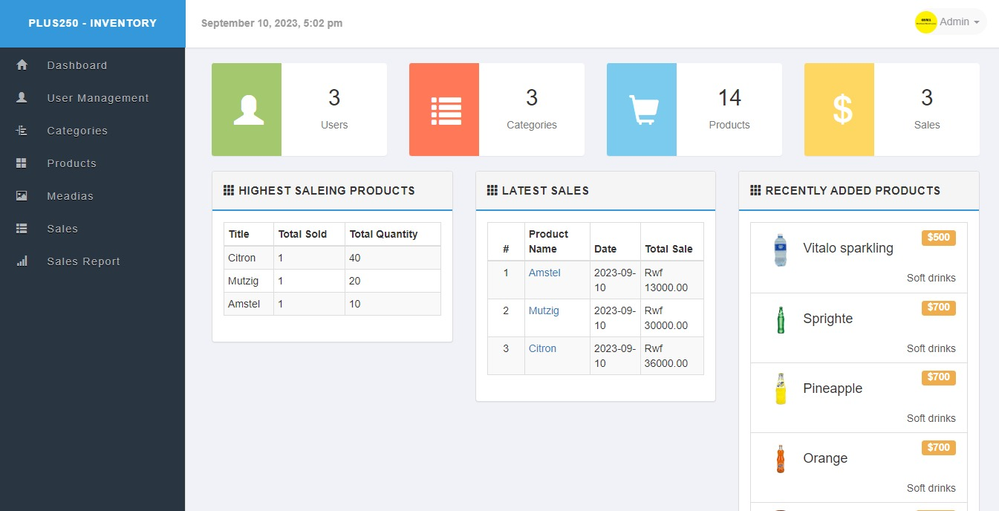 PLUS250 - INVENTORY
September 10, 2023, 5:02 pm
Admin
Dashboard
User Management
Categories
Products
Meadias
Sales
Sales Report
3
Users
3
Categories
14
Products
$
3
Sales
HIGHEST SALEING PRODUCTS
Title Total Sold Total Quantity
Citron 1 40
Mutzig 1 20
Amstel 1 10
LATEST SALES
# Product Name Date Total Sale
1 Amstel 2023-09-10 Rwf 13000.00
2 Mutzig 2023-09-10 Rwf 30000.00
3 Citron 2023-09-10 Rwf 36000.00
RECENTLY ADDED PRODUCTS
Vitalo sparkling $500
Soft drinks
Sprighte $700
Soft drinks
Pineapple $700
Soft drinks
Orange $700
Soft drinks